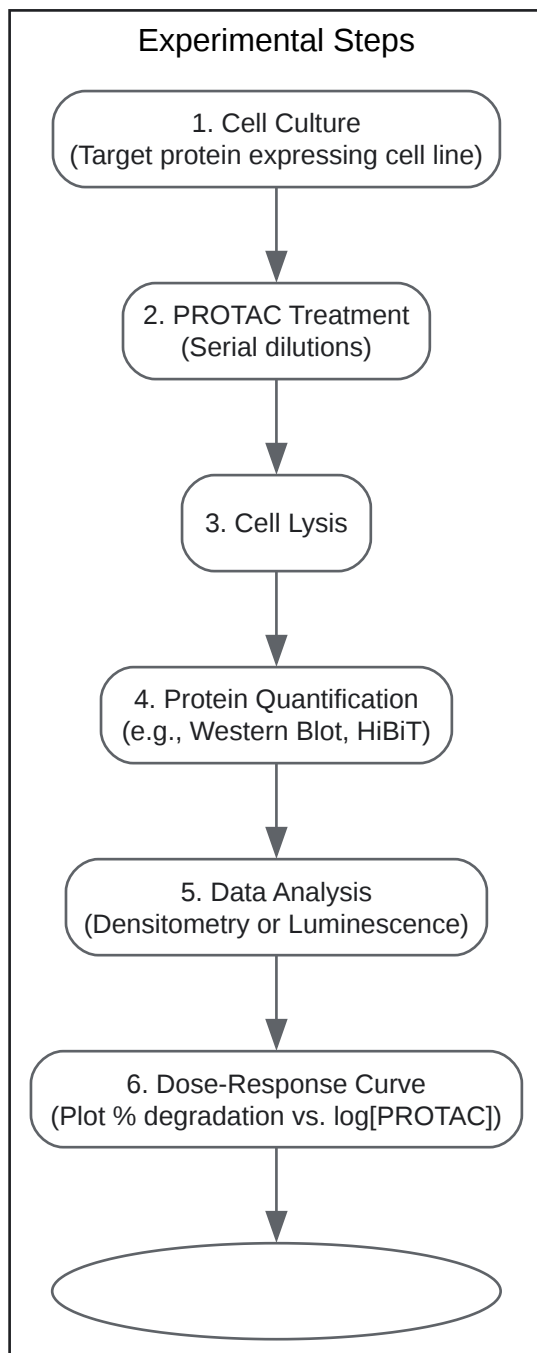 Experimental Steps
1. Cell Culture
(Target protein expressing cell line)
2. PROTAC Treatment
(Serial dilutions)
3. Cell Lysis
4. Protein Quantification
(e.g., Western Blot, HiBiT)
5. Data Analysis
(Densitometry or Luminescence)
6. Dose-Response Curve
(Plot % degradation vs. log[PROTAC])